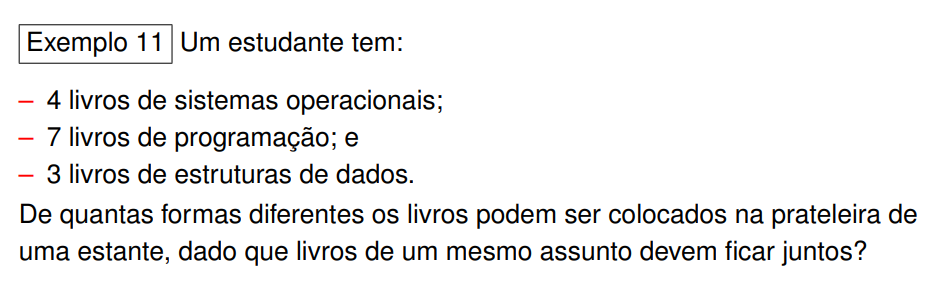 Exemplo 11 Um estudante tem:
– 4 livros de sistemas operacionais;
– 7 livros de programação; e
– 3 livros de estruturas de dados.
De quantas formas diferentes os livros podem ser colocados na prateleira de
uma estante, dado que livros de um mesmo assunto devem ficar juntos?